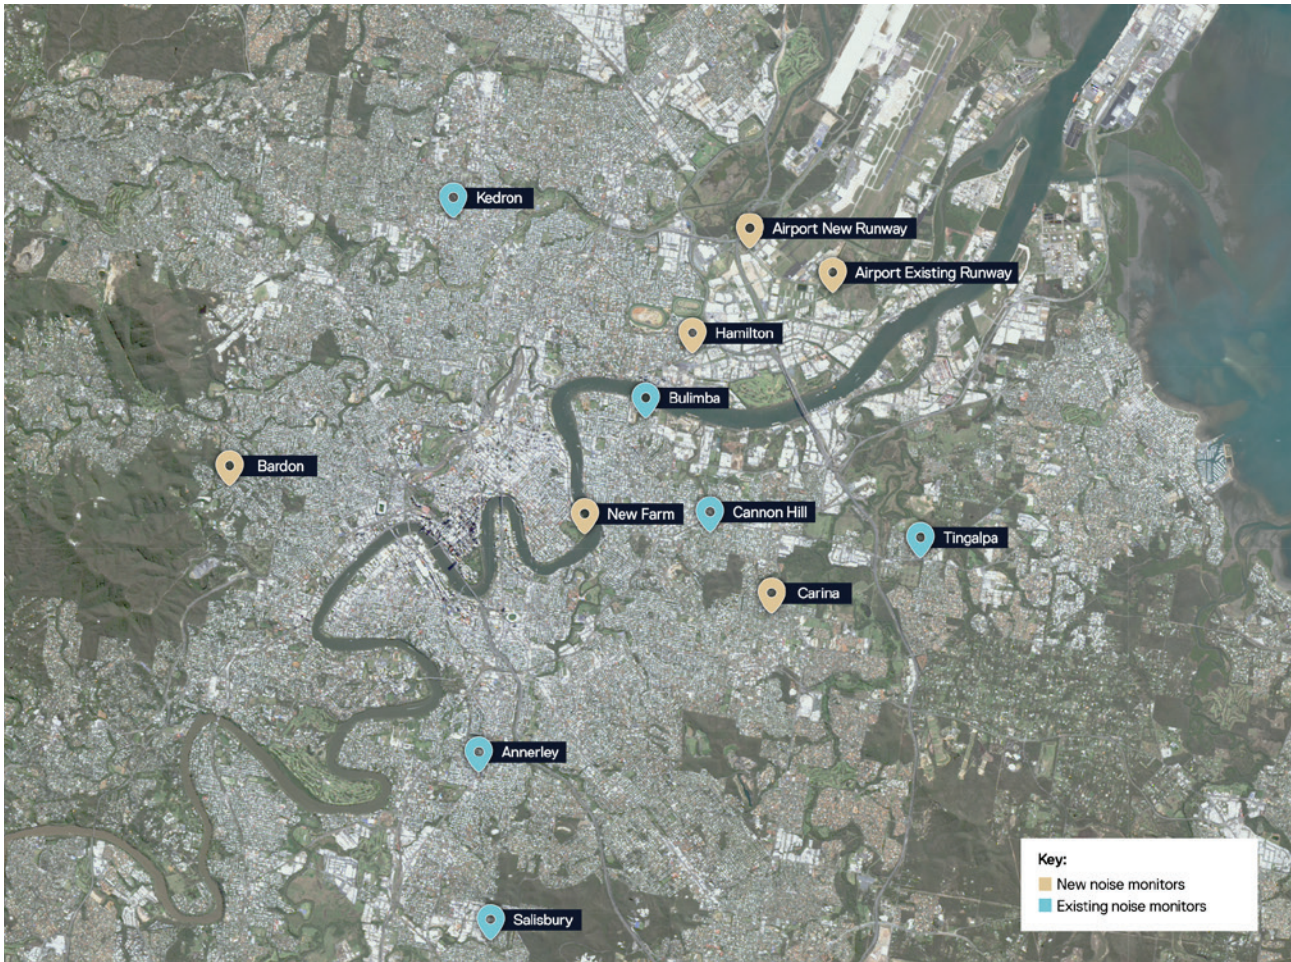 Kedron
Airport New Runway
Airport Existing Runway
Hamilton
Bulimba
Bardon
New Farm
Cannon Hill
Tingalpa
Carina
Annerley
Salisbury
Key:
New noise monitors
Existing noise monitors